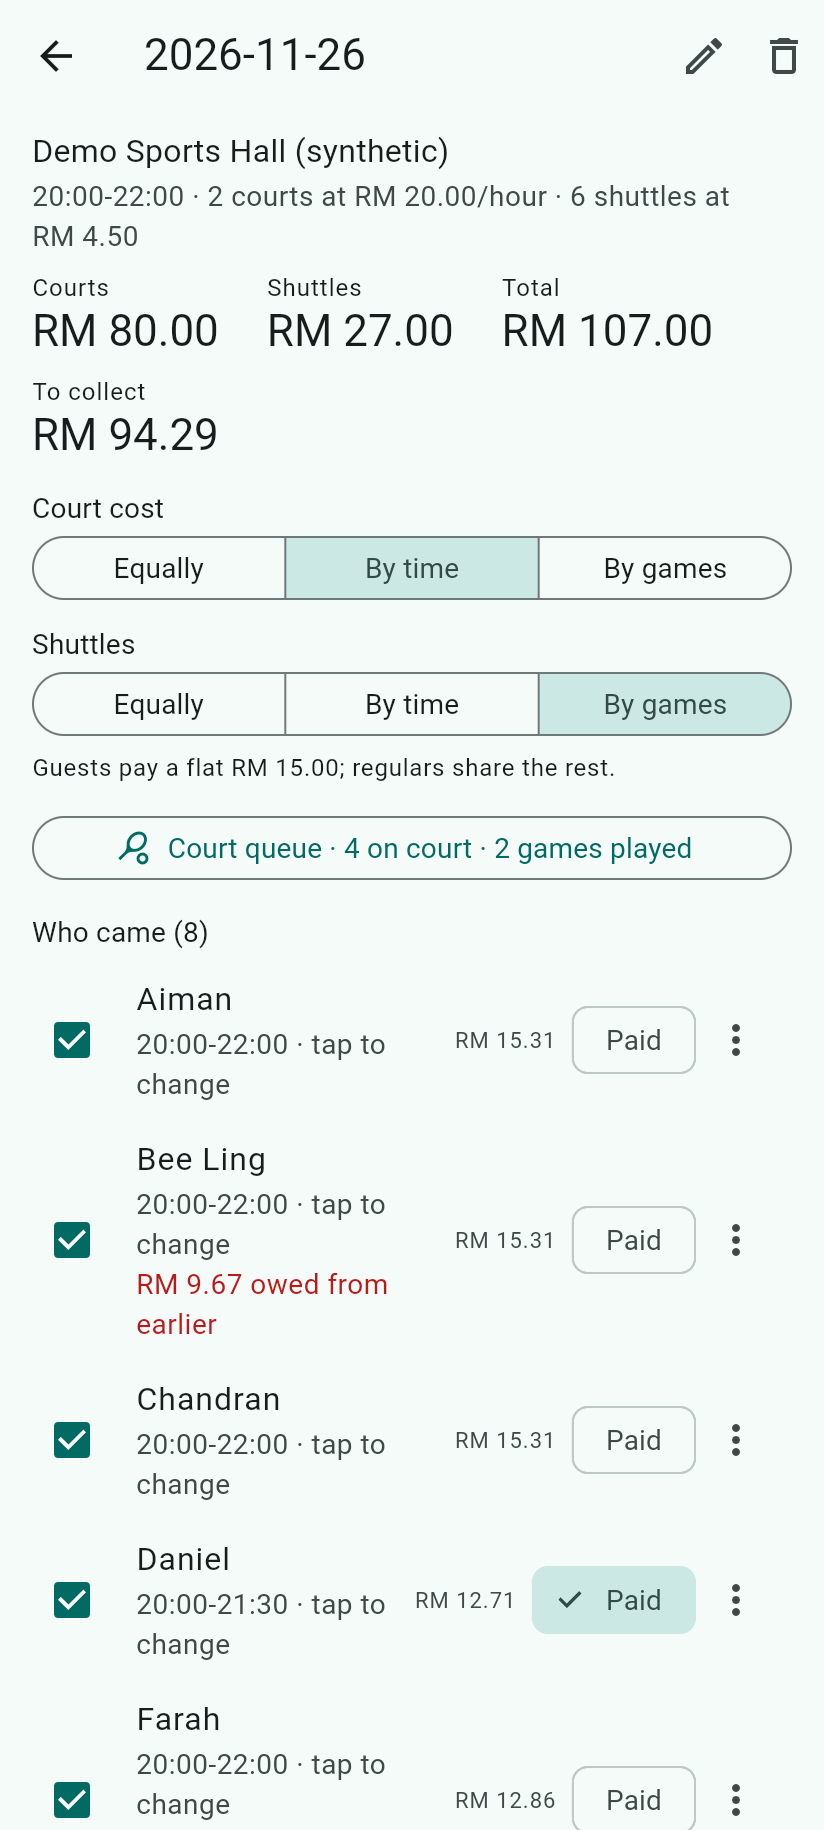 2026-11-26
Demo Sports Hall (synthetic)
20:00-22:00 · 2 courts at RM 20.00/hour · 6 shuttles at
RM 4.50
Courts
RM 80.00
Shuttles
RM 27.00
Total
RM 107.00
To collect
RM 94.29
Court cost
Equally
By time
By games
Shuttles
Equally
By time
By games
Guests pay a flat RM 15.00; regulars share the rest.
Court queue · 4 on court · 2 games played
Who came (8)
Aiman
20:00-22:00 · tap to
change
RM 15.31
Paid
Bee Ling
20:00-22:00 · tap to
change
RM 9.67 owed from
earlier
RM 15.31
Paid
Chandran
20:00-22:00 · tap to
change
RM 15.31
Paid
Daniel
20:00-21:30 · tap to
change
RM 12.71
Paid
Farah
20:00-22:00 · tap to
change
RM 12.86
Paid